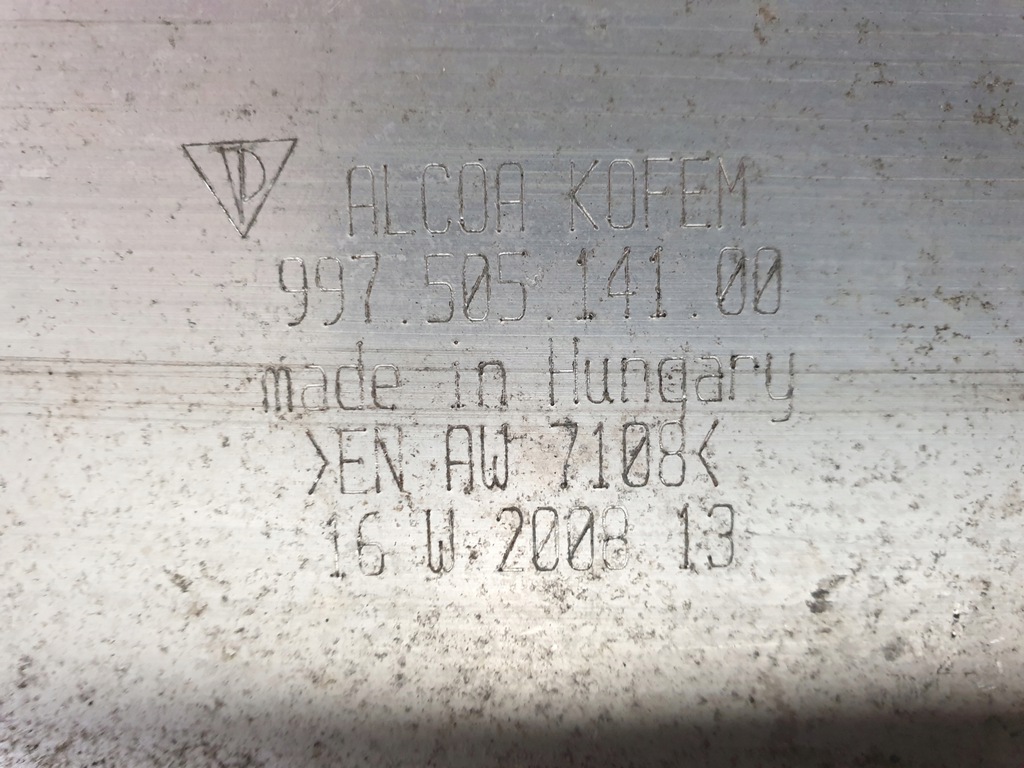 ALCOA KOFEM
997.505.141.00
made in Hungary
>EN AW 7108<
16 W.2008 13